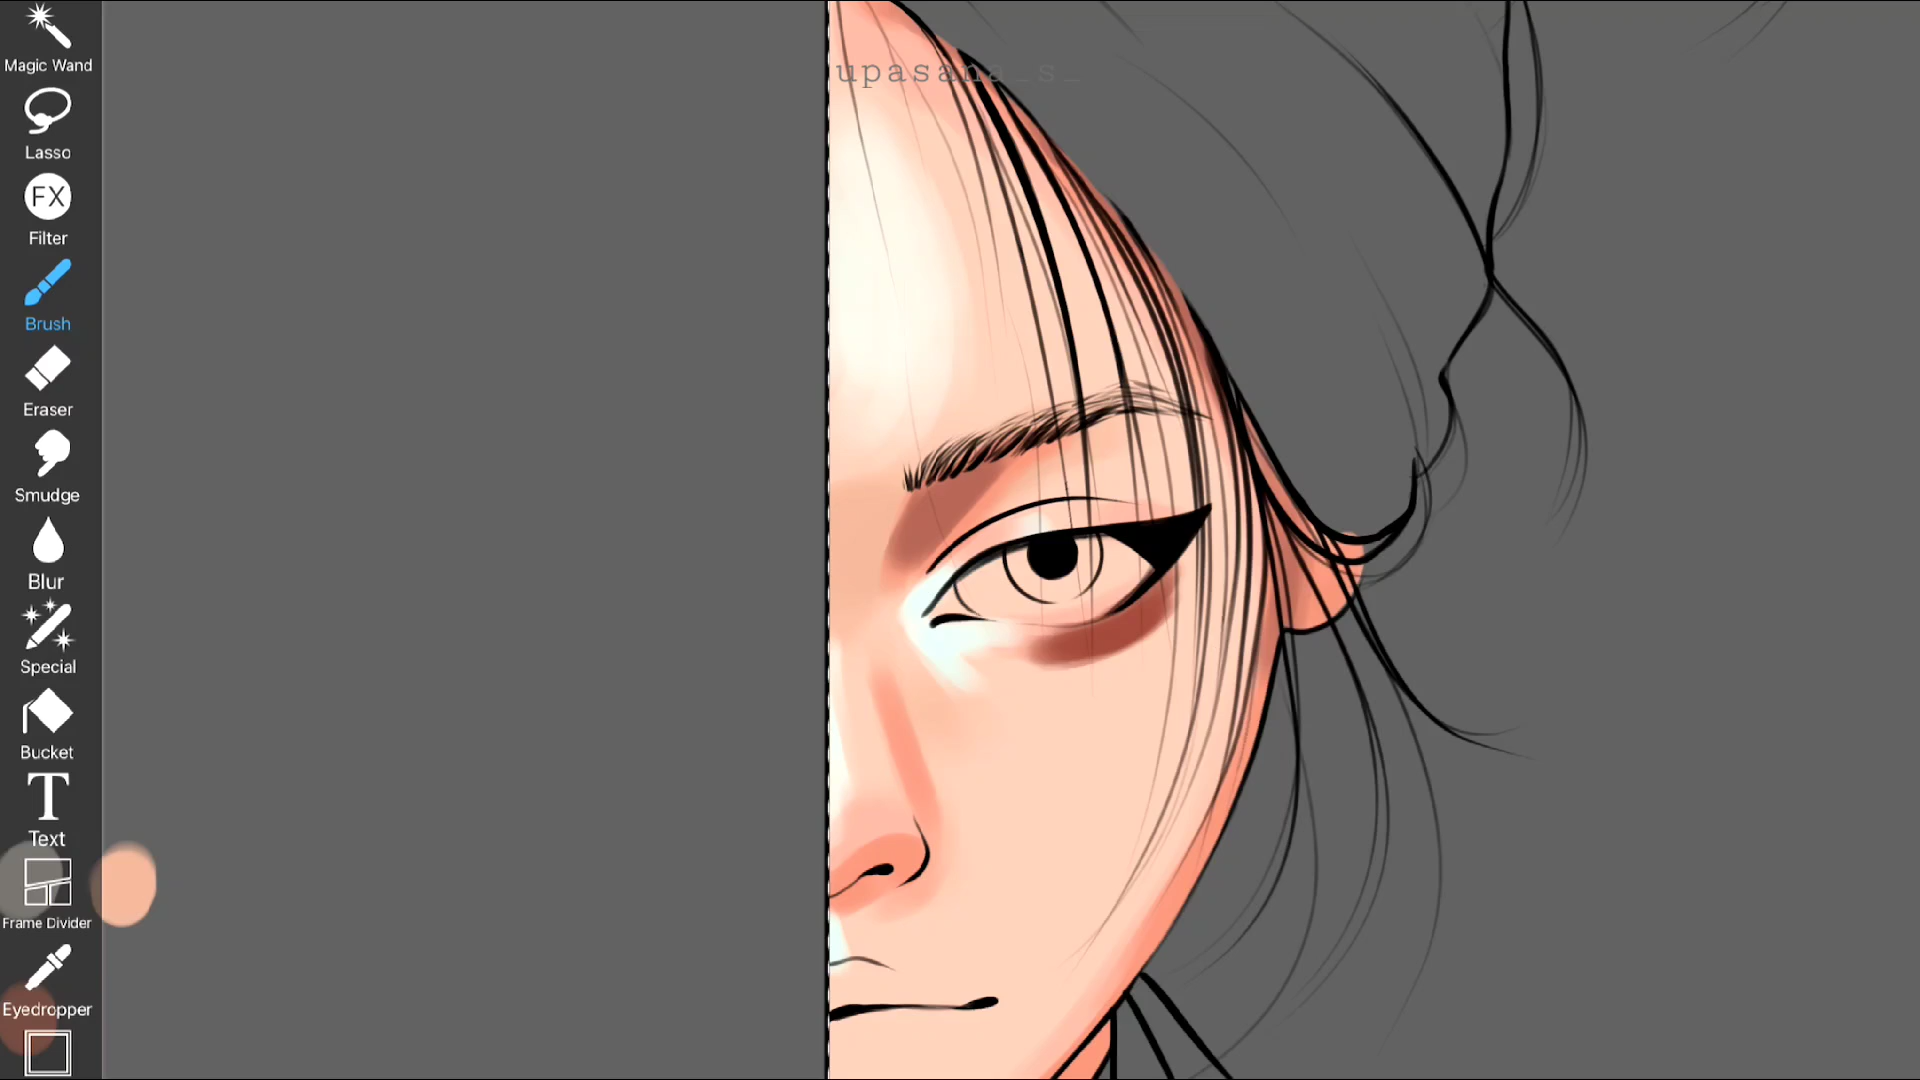 Magic Wand
Lasso
FX
Filter
Brush
Eraser
Smudge
Blur
Special
Bucket
T
Text
Frame Divider
Eyedropper
upasana_s_